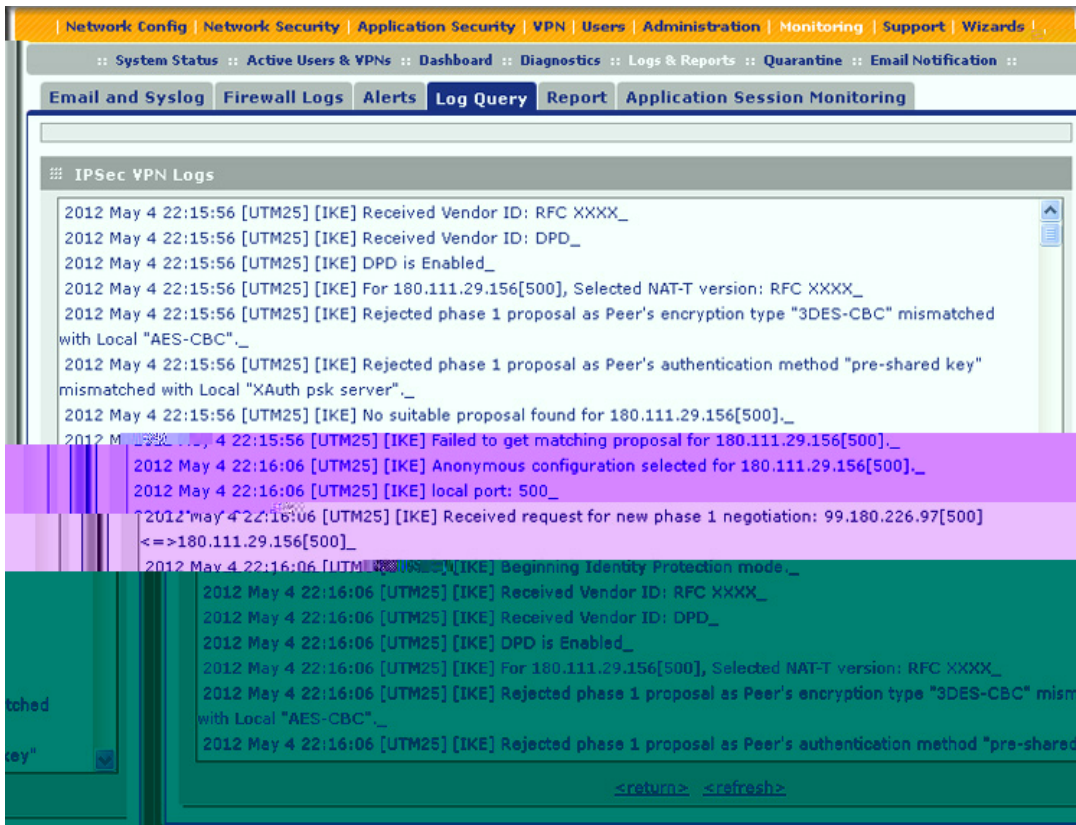 | Network Config | Network Security | Application Security | VPN | Users | Administration | Monitoring | Support | Wizards |
:: System Status :: Active Users & VPNs :: Dashboard :: Diagnostics :: Logs & Reports :: Quarantine :: Email Notification ::
Email and Syslog Firewall Logs Alerts Log Query Report Application Session Monitoring
IPSec VPN Logs
2012 May 4 22:15:56 [UTM25] [IKE] Received Vendor ID: RFC XXXX_
2012 May 4 22:15:56 [UTM25] [IKE] Received Vendor ID: DPD_
2012 May 4 22:15:56 [UTM25] [IKE] DPD is Enabled_
2012 May 4 22:15:56 [UTM25] [IKE] For 180.111.29.156[500], Selected NAT-T version: RFC XXXX_
2012 May 4 22:15:56 [UTM25] [IKE] Rejected phase 1 proposal as Peer's encryption type "3DES-CBC" mismatched
with Local "AES-CBC"._
2012 May 4 22:15:56 [UTM25] [IKE] Rejected phase 1 proposal as Peer's authentication method "pre-shared key"
mismatched with Local "XAuth psk server"._
2012 May 4 22:15:56 [UTM25] [IKE] No suitable proposal found for 180.111.29.156[500]._
2012 M 4 22:15:56 [UTM25] [IKE] Failed to get matching proposal for 180.111.29.156[500]._
2012 May 4 22:16:06 [UTM25] [IKE] Anonymous configuration selected for 180.111.29.156[500]._
2012 May 4 22:16:06 [UTM25] [IKE] local port: 500_
2012 May 4 22:16:06 [UTM25] [IKE] Received request for new phase 1 negotiation: 99.180.226.97[500]
<=>180.111.29.156[500]_
2012 May 4 22:16:06 [UTM [IKE] Beginning Identity Protection mode._
2012 May 4 22:16:06 [UTM25] [IKE] Received Vendor ID: RFC XXXX_
2012 May 4 22:16:06 [UTM25] [IKE] Received Vendor ID: DPD_
2012 May 4 22:16:06 [UTM25] [IKE] DPD is Enabled_
2012 May 4 22:16:06 [UTM25] [IKE] For 180.111.29.156[500], Selected NAT-T version: RFC XXXX_
2012 May 4 22:16:06 [UTM25] [IKE] Rejected phase 1 proposal as Peer's encryption type "3DES-CBC" mism
tched
with Local "AES-CBC"._
2012 May 4 22:16:06 [UTM25] [IKE] Rejected phase 1 proposal as Peer's authentication method "pre-shared
key"
<return> <refresh>